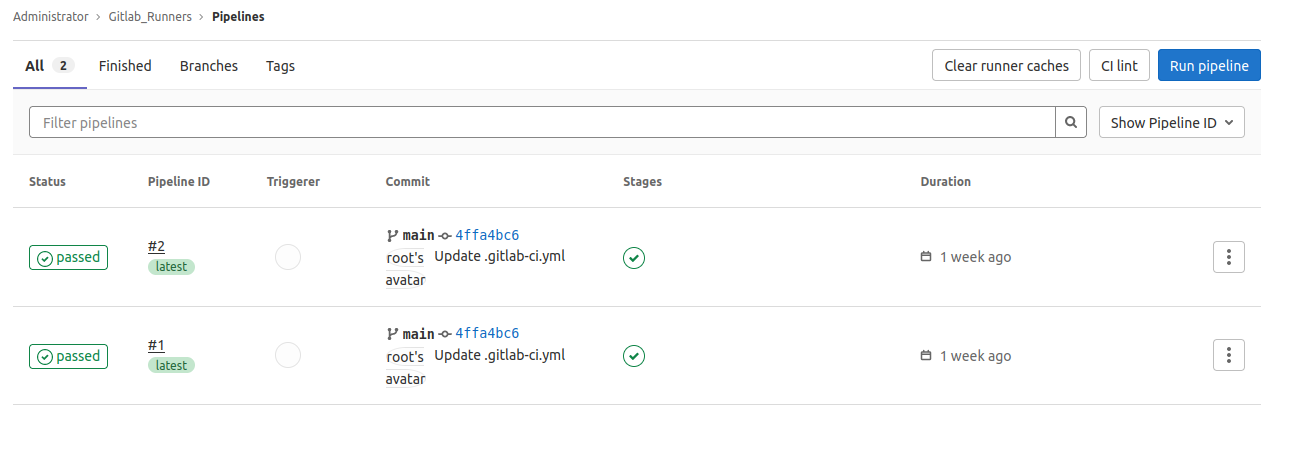 Administrator › Gitlab_Runners › Pipelines
All 2 Finished Branches Tags Clear runner caches CI lint Run pipeline
Filter pipelines Show Pipeline ID
Status Pipeline ID Triggerer Commit Stages Duration
passed #2 main 4ffa4bc6 1 week ago
latest root's Update .gitlab-ci.yml
avatar
passed #1 main 4ffa4bc6 1 week ago
latest root's Update .gitlab-ci.yml
avatar